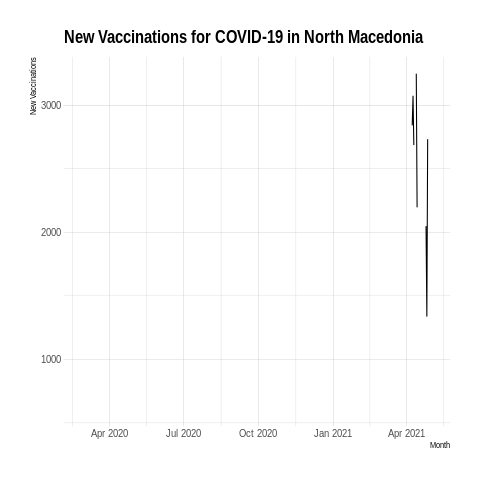 New Vaccinations for COVID-19 in North Macedonia
New Vaccinations
3000
2000
1000
Apr 2020 Jul 2020 Oct 2020 Jan 2021 Apr 2021
Month